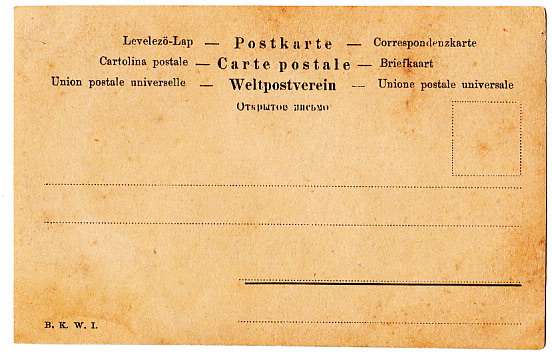 Levelezö-Lap — Postkarte — Correspondenzkarte
Cartolina postale — Carte postale — Briefkaart
Union postale universelle — Weltpostverein — Unione postale universale
Открытое письмо
B. K. W. I.